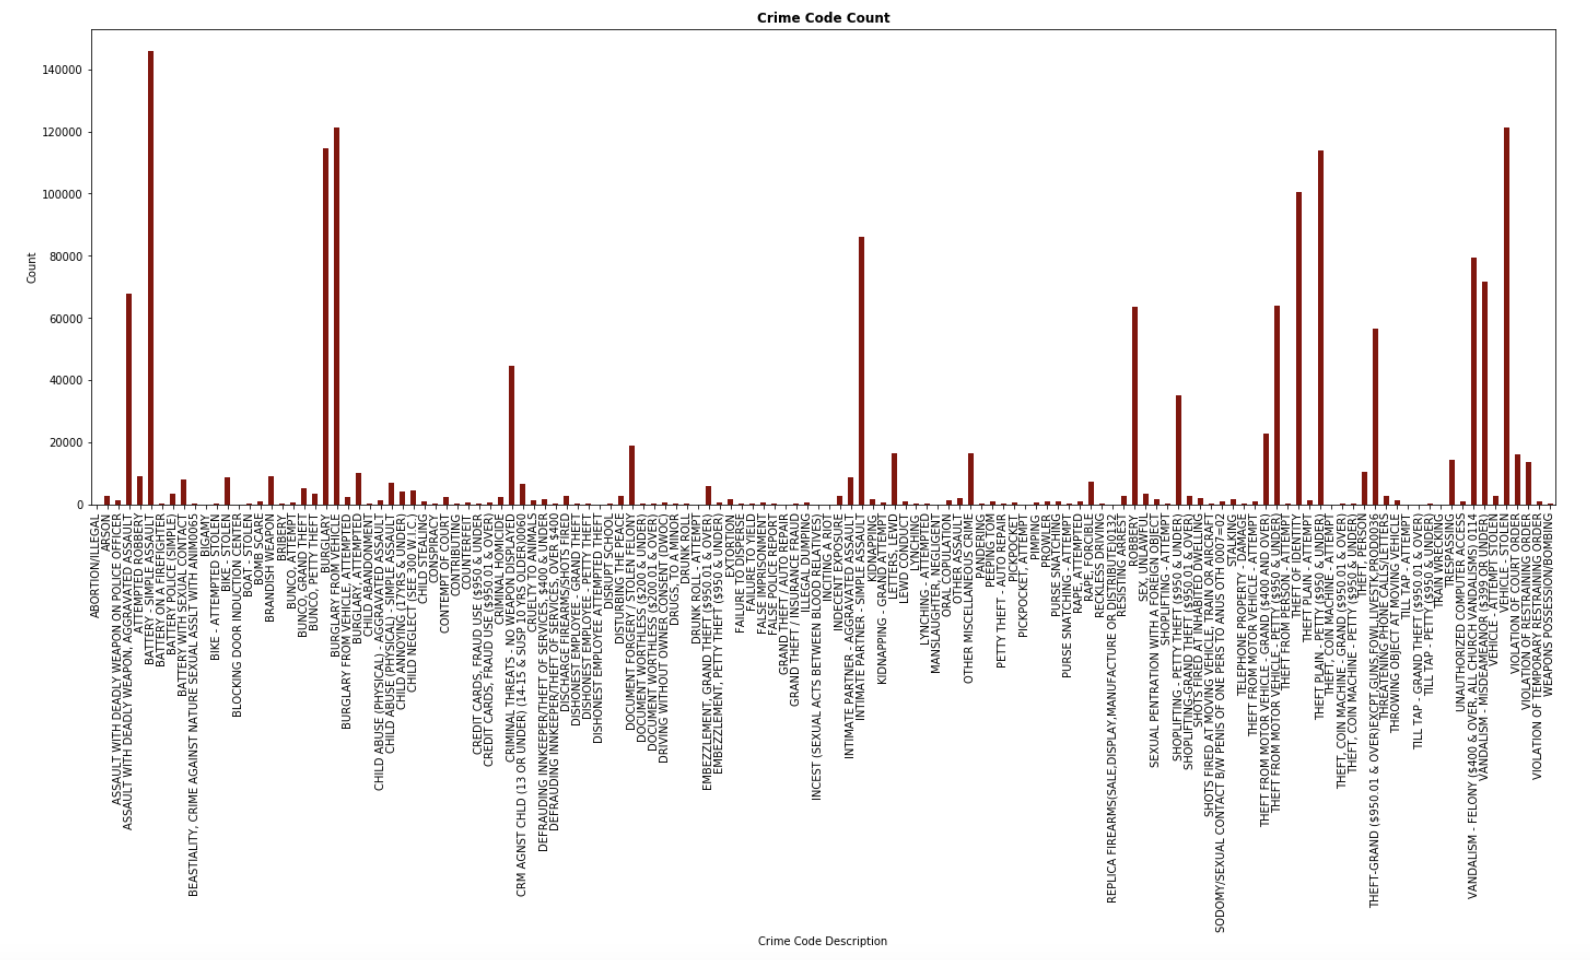 Crime Code Count
140000
120000
100000
80000
60000
40000
20000
0
Count
ABORTION/ILLEGAL
ARSON
ASSAULT WITH DEADLY WEAPON ON POLICE OFFICER
ASSAULT WITH DEADLY WEAPON, AGGRAVATED ASSAULT
ATTEMPTED ROBBERY
BATTERY - SIMPLE ASSAULT
BATTERY ON A FIREFIGHTER
BATTERY POLICE (SIMPLE)
BATTERY WITH SEXUAL CONTACT
BEASTIALITY, CRIME AGAINST NATURE SEXUAL ASSLT WITH ANIM0065
BIGAMY
BIKE - ATTEMPTED STOLEN
BIKE - STOLEN
BLOCKING DOOR INDUCTION CENTER
BOAT - STOLEN
BOMB SCARE
BRANDISH WEAPON
BRIBERY
BUNCO, ATTEMPT
BUNCO, GRAND THEFT
BUNCO, PETTY THEFT
BURGLARY
BURGLARY FROM VEHICLE
BURGLARY FROM VEHICLE, ATTEMPTED
BURGLARY, ATTEMPTED
CHILD ABANDONMENT
CHILD ABUSE (PHYSICAL) - AGGRAVATED ASSAULT
CHILD ABUSE (PHYSICAL) - SIMPLE ASSAULT
CHILD ANNOYING (17YRS & UNDER)
CHILD NEGLECT (SEE 300 W.I.C.)
CHILD STEALING
CONSPIRACY
CONTEMPT OF COURT
CONTRIBUTING
COUNTERFEIT
CREDIT CARDS, FRAUD USE ($950 & UNDER
CREDIT CARDS, FRAUD USE ($950.01 & OVER)
CRIMINAL HOMICIDE
CRIMINAL THREATS - NO WEAPON DISPLAYED
CRM AGNST CHLD (13 OR UNDER) (14-15 & SUSP 10 YRS OLDER)0060
CRUELTY TO ANIMALS
DEFRAUDING INNKEEPER/THEFT OF SERVICES, $400 & UNDER
DEFRAUDING INNKEEPER/THEFT OF SERVICES, OVER $400
DISCHARGE FIREARMS/SHOTS FIRED
DISHONEST EMPLOYEE - GRAND THEFT
DISHONEST EMPLOYEE - PETTY THEFT
DISHONEST EMPLOYEE ATTEMPTED THEFT
DISRUPT SCHOOL
DISTURBING THE PEACE
DOCUMENT FORGERY / STOLEN FELONY
DOCUMENT WORTHLESS ($200 & UNDER)
DOCUMENT WORTHLESS ($200.01 & OVER)
DRIVING WITHOUT OWNER CONSENT (DWOC)
DRUGS, TO A MINOR
DRUNK ROLL
DRUNK ROLL - ATTEMPT
EMBEZZLEMENT, GRAND THEFT ($950.01 & OVER)
EMBEZZLEMENT, PETTY THEFT ($950 & UNDER)
EXTORTION
FAILURE TO DISPERSE
FAILURE TO YIELD
FALSE IMPRISONMENT
FALSE POLICE REPORT
GRAND THEFT / AUTO REPAIR
GRAND THEFT / INSURANCE FRAUD
ILLEGAL DUMPING
INCEST (SEXUAL ACTS BETWEEN BLOOD RELATIVES)
INCITING A RIOT
INDECENT EXPOSURE
INTIMATE PARTNER - AGGRAVATED ASSAULT
INTIMATE PARTNER - SIMPLE ASSAULT
KIDNAPPING
KIDNAPPING - GRAND ATTEMPT
LETTERS, LEWD
LEWD CONDUCT
LYNCHING
LYNCHING - ATTEMPTED
MANSLAUGHTER, NEGLIGENT
ORAL COPULATION
OTHER ASSAULT
OTHER MISCELLANEOUS CRIME
PANDERING
PEEPING TOM
PETTY THEFT - AUTO REPAIR
PICKPOCKET
PICKPOCKET, ATTEMPT
PIMPING
PROWLER
PURSE SNATCHING
PURSE SNATCHING - ATTEMPT
RAPE, ATTEMPTED
RAPE, FORCIBLE
RECKLESS DRIVING
REPLICA FIREARMS(SALE,DISPLAY,MANUFACTURE OR DISTRIBUTE)0132
RESISTING ARREST
ROBBERY
SEX, UNLAWFUL
SEXUAL PENTRATION WITH A FOREIGN OBJECT
SHOPLIFTING - ATTEMPT
SHOPLIFTING - PETTY THEFT ($950 & UNDER)
SHOPLIFTING-GRAND THEFT ($950.01 & OVER)
SHOTS FIRED AT INHABITED DWELLING
SHOTS FIRED AT MOVING VEHICLE, TRAIN OR AIRCRAFT
SODOMY/SEXUAL CONTACT B/W PENIS OF ONE PERS TO ANUS OTH 0007=02
STALKING
TELEPHONE PROPERTY - DAMAGE
THEFT FROM MOTOR VEHICLE - ATTEMPT
THEFT FROM MOTOR VEHICLE - GRAND ($400 AND OVER)
THEFT FROM MOTOR VEHICLE - PETTY ($950 & UNDER)
THEFT FROM PERSON - ATTEMPT
THEFT OF IDENTITY
THEFT PLAIN - ATTEMPT
THEFT PLAIN - PETTY ($950 & UNDER)
THEFT, COIN MACHINE - ATTEMPT
THEFT, COIN MACHINE - GRAND ($950.01 & OVER)
THEFT, COIN MACHINE - PETTY ($950 & UNDER)
THEFT, PERSON
THEFT-GRAND ($950.01 & OVER)EXCPT,GUNS,FOWL,LIVESTK,PROD0036
THREATENING PHONE CALLS/LETTERS
THROWING OBJECT AT MOVING VEHICLE
TILL TAP - ATTEMPT
TILL TAP - GRAND THEFT ($950.01 & OVER)
TILL TAP - PETTY ($950 & UNDER)
TRAIN WRECKING
TRESPASSING
UNAUTHORIZED COMPUTER ACCESS
VANDALISM - FELONY ($400 & OVER, ALL CHURCH VANDALISMS) 0114
VANDALISM - MISDEAMEANOR ($399 OR UNDER)
VEHICLE - ATTEMPT STOLEN
VEHICLE - STOLEN
VIOLATION OF COURT ORDER
VIOLATION OF RESTRAINING ORDER
VIOLATION OF TEMPORARY RESTRAINING ORDER
WEAPONS POSSESSION/BOMBING
Crime Code Description